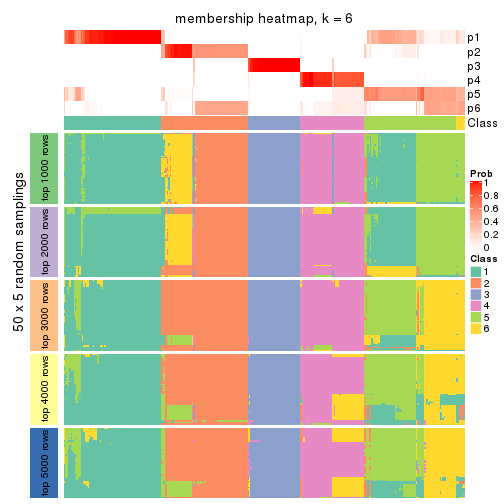 membership heatmap, k = 6
p1
p2
p3
p4
p5
p6
Class
50 x 5 random samplings
top 1000 rows
top 2000 rows
top 3000 rows
top 4000 rows
top 5000 rows
Prob
1
0.8
0.6
0.4
0.2
0
Class
1
2
3
4
5
6